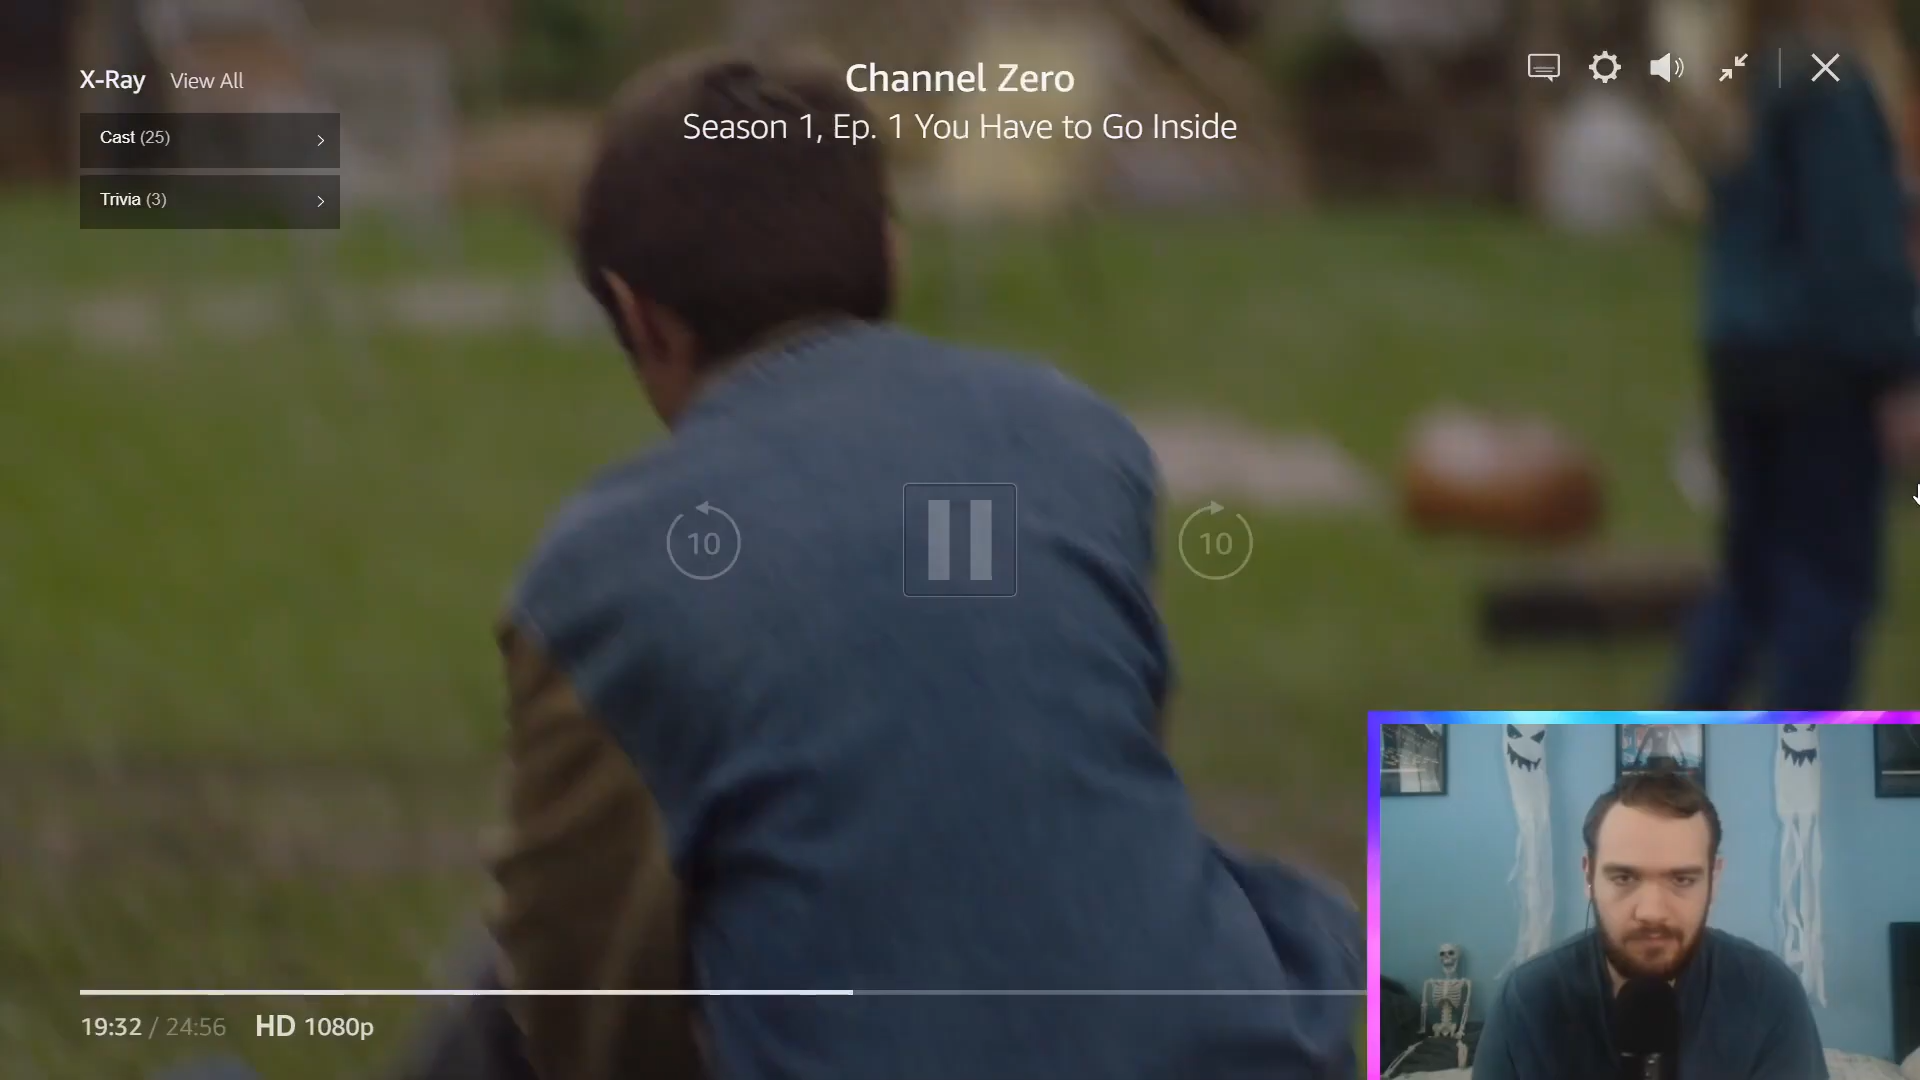 X-Ray View All
Channel Zero
Season 1, Ep. 1 You Have to Go Inside
Cast (25)
Trivia (3)
10
10
19:32 / 24:56 HD 1080p